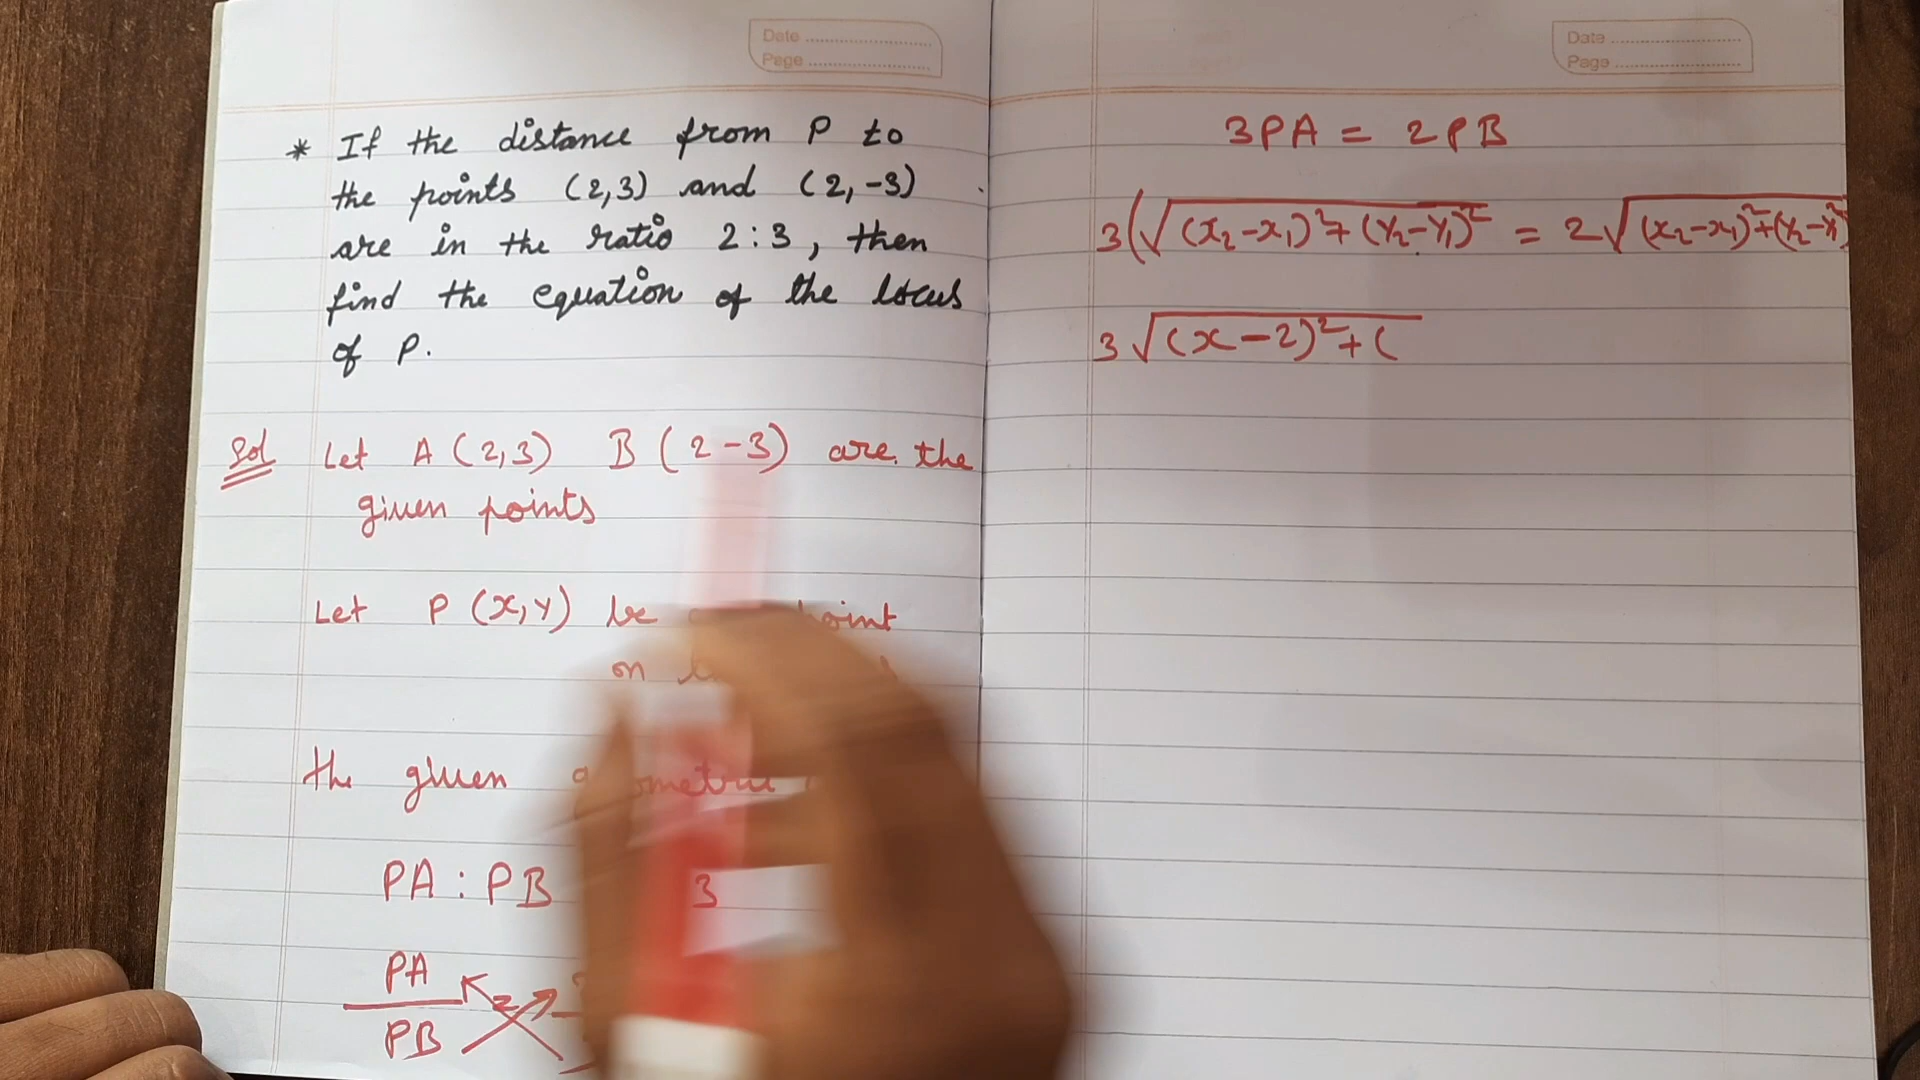 Date
Page
* If the distance from P to
the points (2,3) and (2,-3)
are in the ratio 2:3, then
find the equation of the locus
of P.
Sol Let A (2,3) B (2-3) are the
given points
Let P (x,y) be point
on
the given
PA : PB 3
PA
PB
Date
Page
3PA = 2PB
3(√(x₂-x₁)²+(y₂-y₁)² = 2√(x₂-x₁)²+(y₂-y₁)²
3√(x-2)²+(